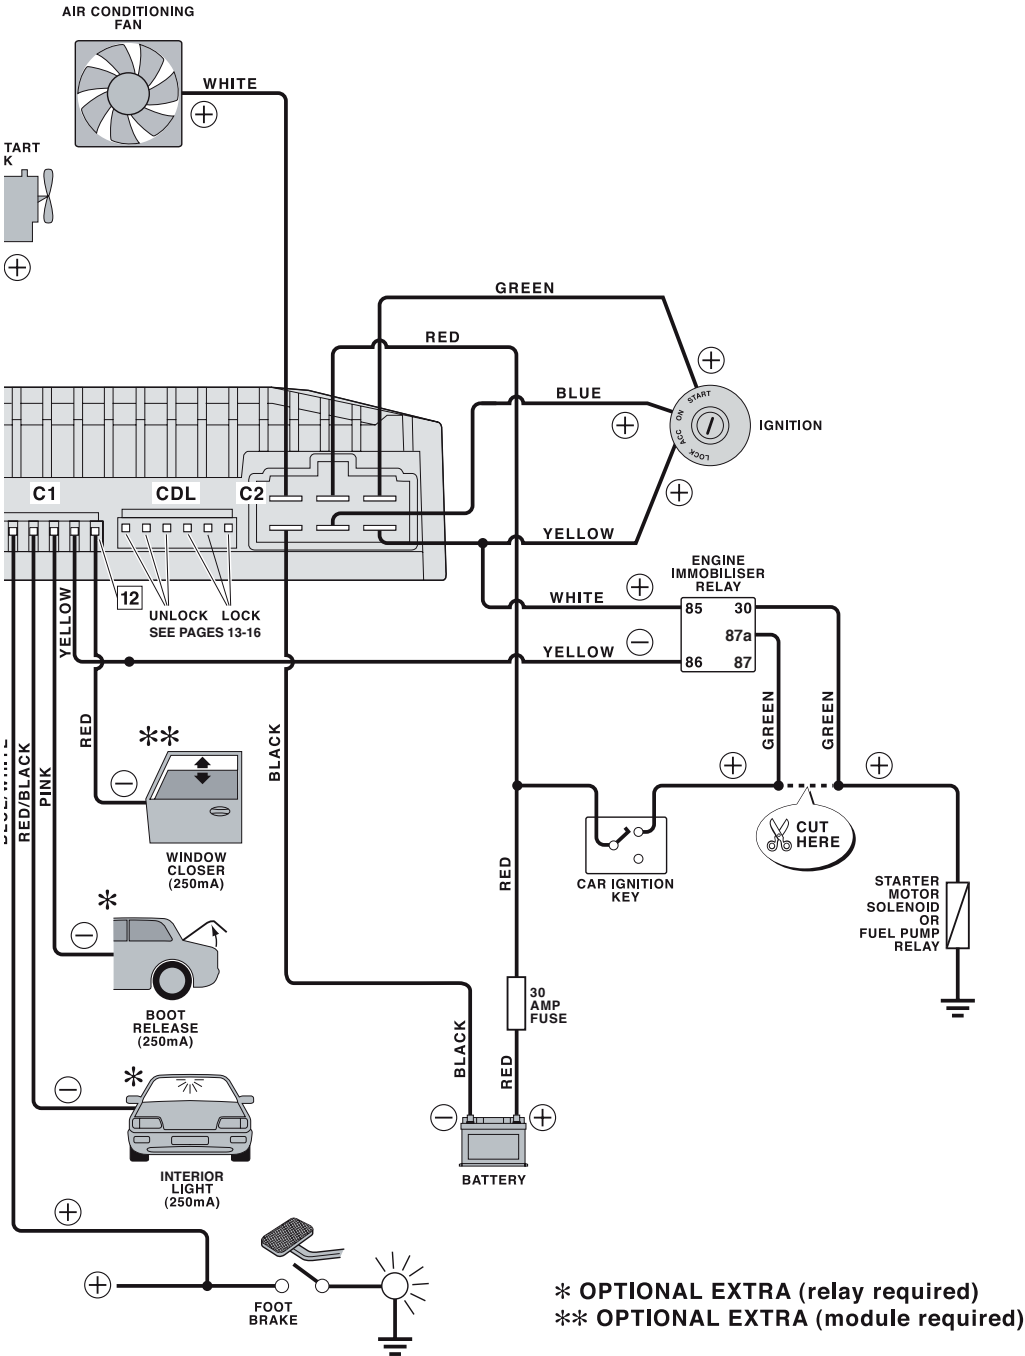 AIR CONDITIONING
FAN
WHITE
TART
K
GREEN
RED
BLUE
START
ON
ACC
LOCK
IGNITION
C1
CDL
C2
YELLOW
12
UNLOCK LOCK
SEE PAGES 13-16
YELLOW
ENGINE
IMMOBILISER
RELAY
WHITE
85 30
87a
86 87
YELLOW
RED
BLACK
GREEN
GREEN
RED/BLACK
PINK
**
WINDOW
CLOSER
(250mA)
CUT
HERE
CAR IGNITION
KEY
RED
STARTER
MOTOR
SOLENOID
OR
FUEL PUMP
RELAY
*
BOOT
RELEASE
(250mA)
30
AMP
FUSE
BLACK
RED
*
INTERIOR
LIGHT
(250mA)
BATTERY
FOOT
BRAKE
* OPTIONAL EXTRA (relay required)
** OPTIONAL EXTRA (module required)